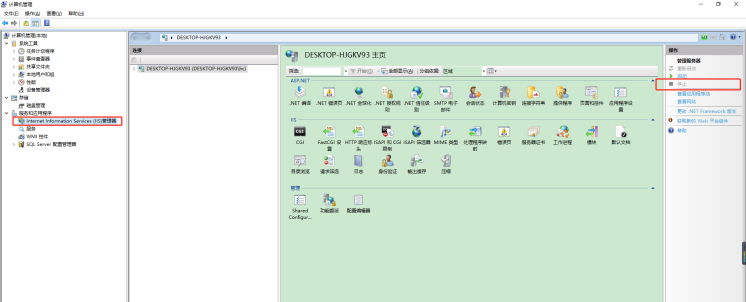 计算机管理
文件(F) 操作(A) 查看(V) 帮助(H)
计算机管理
系统工具
任务计划程序
事件查看器
共享文件夹
本地用户和组
性能
设备管理器
存储
磁盘管理
服务和应用程序
Internet Information Services (IIS)管理器
服务
WMI 控件
SQL Server 配置管理器
DESKTOP-HJGKV93
连接
DESKTOP-HJGKV93 (DESKTOP-HJGKV93\
DESKTOP-HJGKV93 主页
筛选: 开始(G) 全部显示(A) 分组依据: 区域
ASP.NET
.NET 编译 .NET 错误页 .NET 全球化 .NET 授权规则 .NET 信任级别 SMTP 电子邮件 会话状态 计算机密钥 连接字符串 提供程序 页面和控件 应用程序设置
IIS
CGI FastCGI 设置 HTTP 响应标 ISAPI 和 CGI 限制 ISAPI 筛选器 MIME 类型 处理程序映射 错误页 服务器证书 工作进程 模块 默认文档
目录浏览 请求筛选 日志 身份验证 输出缓存 压缩
管理
Shared Configur... 功能委派 配置编辑器
操作
管理服务器
重新启动
启动
停止
查看应用程序池
查看网站
更改 .NET Framework 版本
获取新的 Web 平台组件
帮助